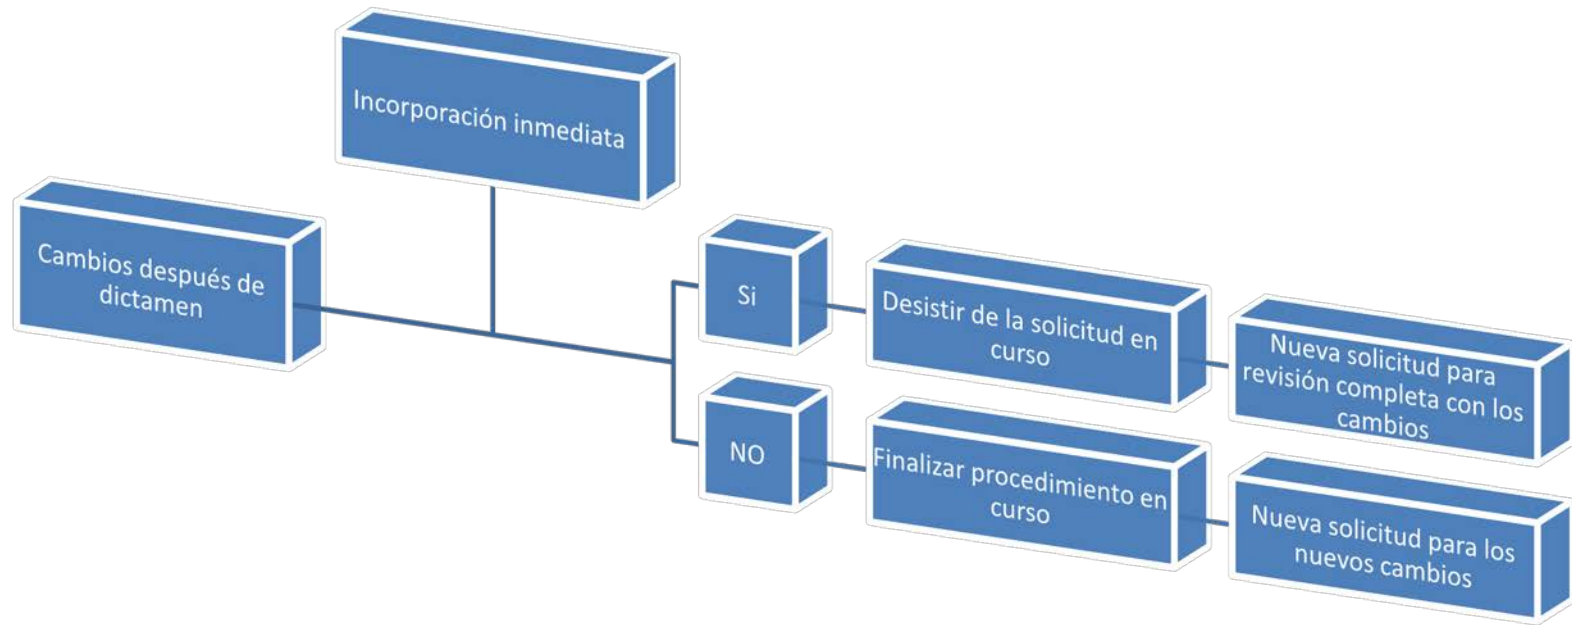 Incorporación inmediata
Cambios después de
dictamen
Si
Desistir de la solicitud en
curso
Nueva solicitud para
revisión completa con los
cambios
NO
Finalizar procedimiento en
curso
Nueva solicitud para los
nuevos cambios